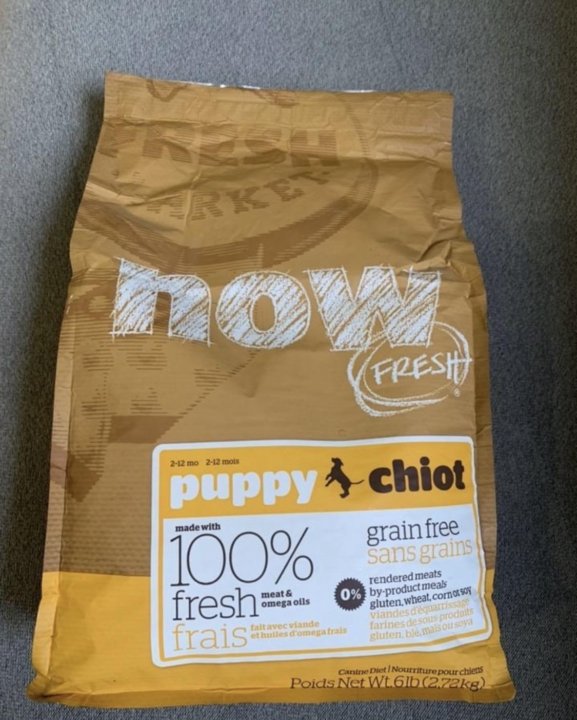 FRESH
MARKET
now
FRESH
®
2-12 mo 2-12 mois
puppy chiot
made with
100%
fresh meat & omega oils
frais fait avec viande et huiles d'omega frais
grain free
sans grains
0%
rendered meats
by-product meals
gluten, wheat, corn or soy
viandes d'équarrissage
farines de sous produits
gluten, blé, maïs ou soya
Canine Diet | Nourriture pour chiens
Poids Net Wt. 6 lb (2,72kg)